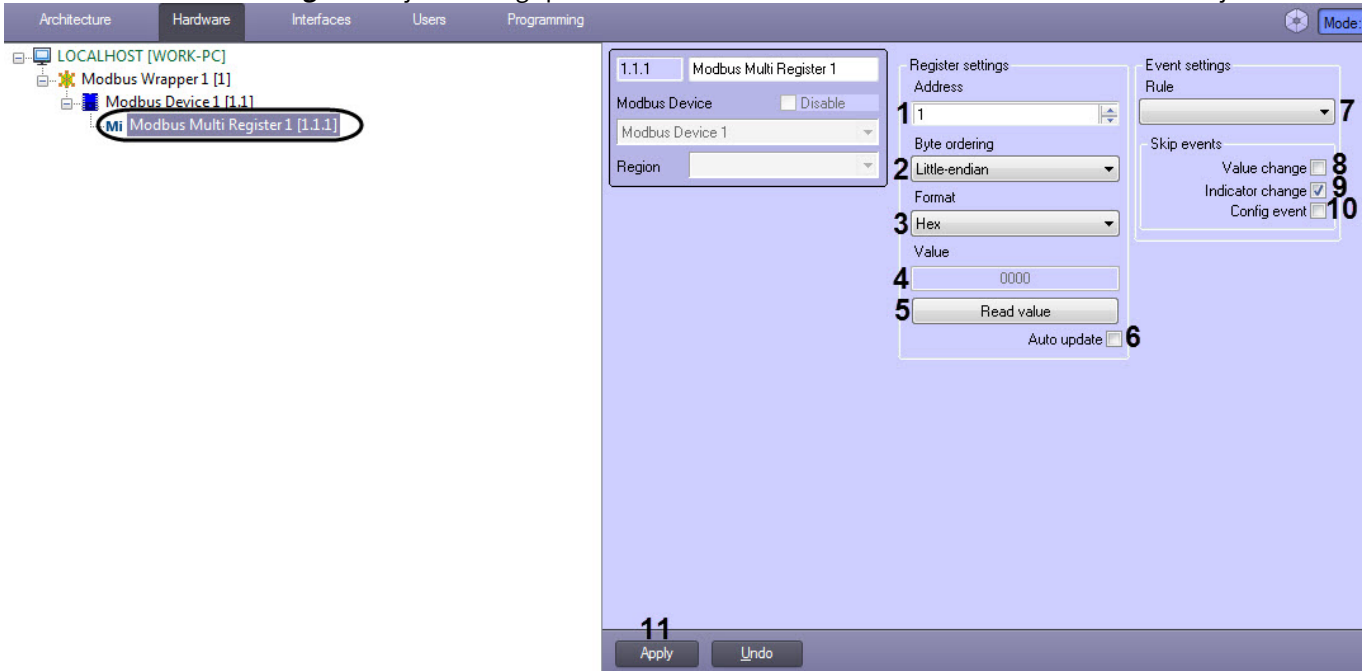 Architecture Hardware Interfaces Users Programming Mode:
LOCALHOST [WORK-PC]
Modbus Wrapper 1 [1]
Modbus Device 1 [1.1]
Mi Modbus Multi Register 1 [1.1.1]
1.1.1 Modbus Multi Register 1
Modbus Device Disable
Modbus Device 1
Region
Register settings
Address
1 1
Byte ordering
2 Little-endian
Format
3 Hex
Value
4 0000
5 Read value
Auto update 6
Event settings
Rule
7
Skip events
Value change 8
Indicator change 9
Config event 10
11
Apply Undo